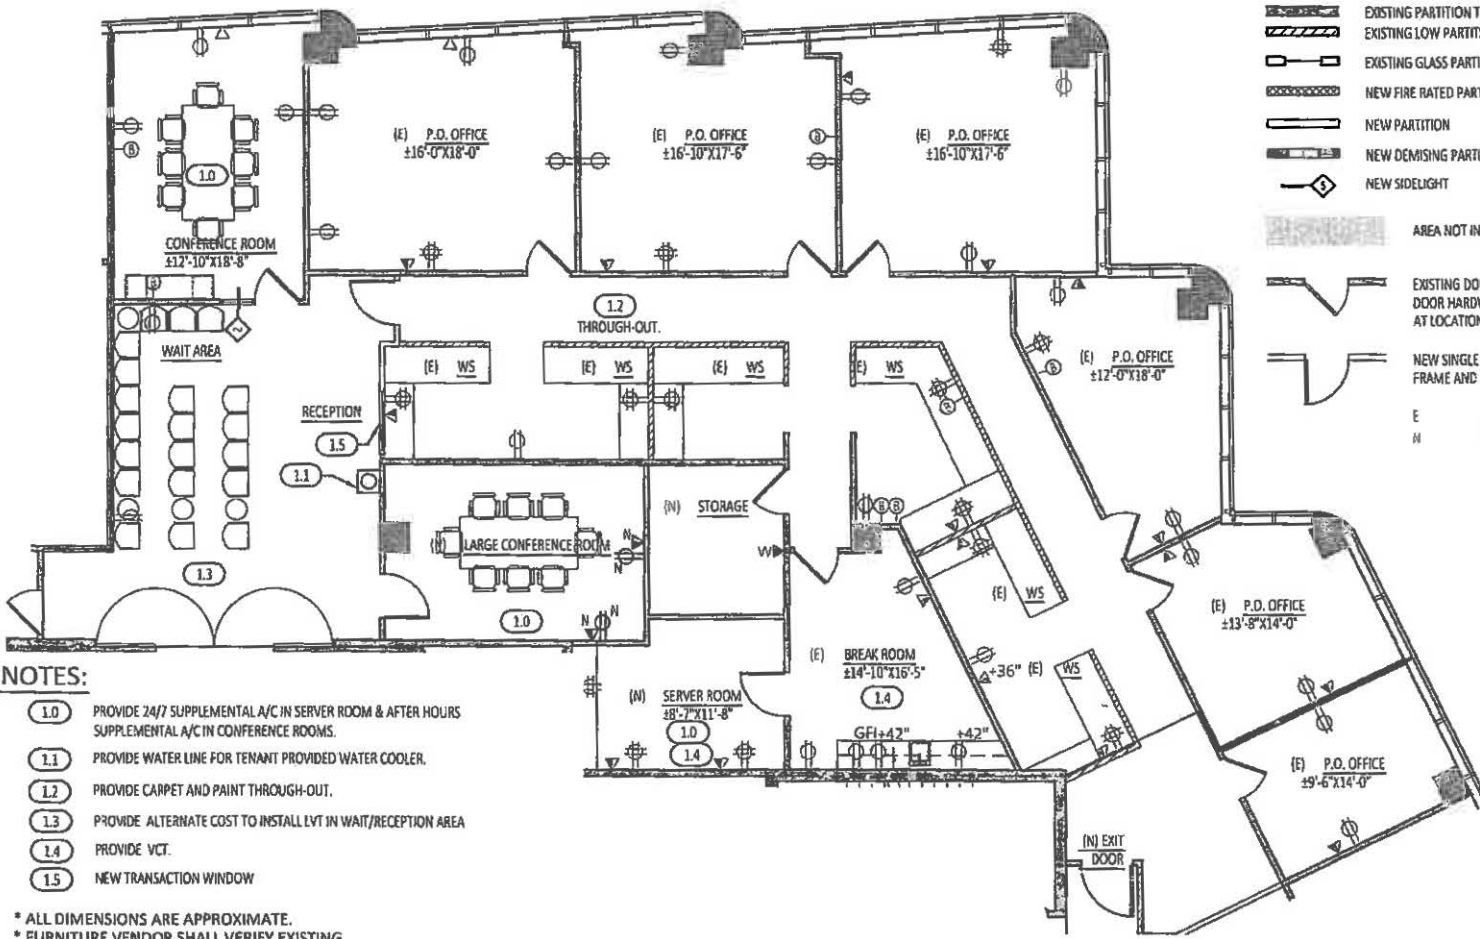 EXISTING PARTITION
EXISTING LOW
EXISTING GLASS
NEW FIRE RATED
NEW PARTITION
NEW DEMISING
NEW SIDELIGHT
S
AREA NOT
EXISTING
DOOR
AT
NEW SINGLE
FRAME AND
E
N
(E) P.O. OFFICE
±16'-0"X18'-0"
(E) P.O. OFFICE
±16'-10"X17'-6"
(E) P.O. OFFICE
±16'-10"X17'-6"
1.0
CONFERENCE ROOM
±12'-10"X18'-8"
1.2
THROUGH-OUT.
WAIT AREA
(E) WS
(E) WS
(E) WS
E) WS
(E) P.O. OFFICE
±12'-0"X18'-0"
RECEPTION
1.5
1.1
(N) STORAGE
LARGE CONFERENCE ROOM
1.0
1.3
W
N
N
N
N
(E) WS
(E) P.O. OFFICE
±13'-8"X14'-0"
(E) BREAK ROOM
±14'-10"X16'-5"
1.4
+36" (E) WS
(N) SERVER ROOM
±8'-7"X11'-8"
1.0
1.4
GFI+42" +42"
(E) P.O. OFFICE
±9'-6"X14'-0"
(N) EXIT
DOOR
NOTES:
1.0 PROVIDE 24/7 SUPPLEMENTAL A/C IN SERVER ROOM & AFTER HOURS
SUPPLEMENTAL A/C IN CONFERENCE ROOMS.
1.1 PROVIDE WATER LINE FOR TENANT PROVIDED WATER COOLER.
1.2 PROVIDE CARPET AND PAINT THROUGH-OUT.
1.3 PROVIDE ALTERNATE COST TO INSTALL LVT IN WAIT/RECEPTION AREA
1.4 PROVIDE VCT.
1.5 NEW TRANSACTION WINDOW
* ALL DIMENSIONS ARE APPROXIMATE.
* FURNITURE VENDOR SHALL VERIFY EXISTING